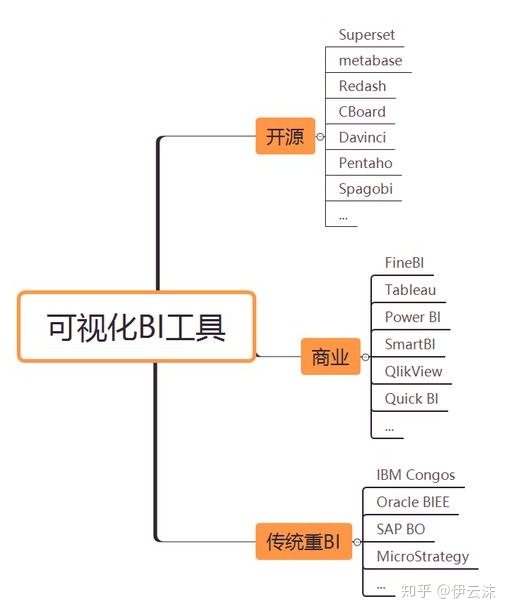 可视化BI工具
开源
Superset
metabase
Redash
CBoard
Davinci
Pentaho
Spagobi
...
商业
FineBI
Tableau
Power BI
SmartBI
QlikView
Quick BI
...
传统重BI
IBM Congos
Oracle BIEE
SAP BO
MicroStrategy
...
知乎 @伊云沫